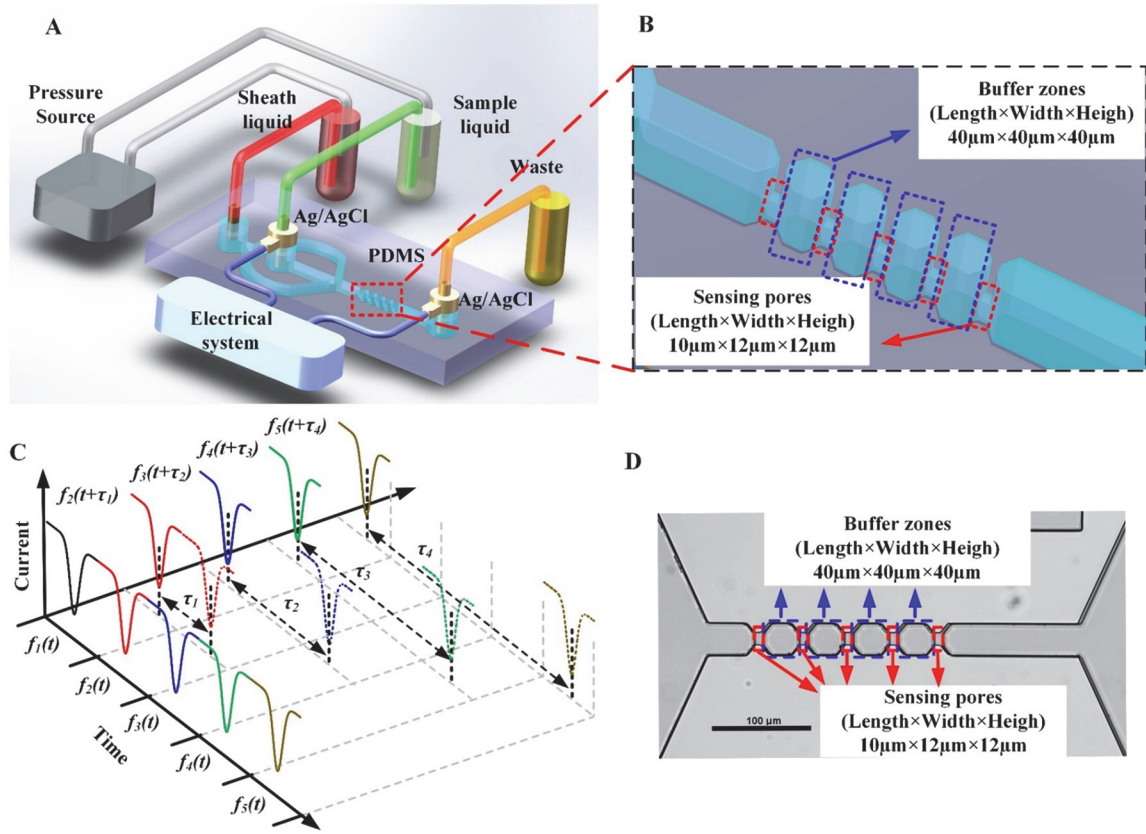 A
Pressure
Source
Sheath
liquid
Sample
liquid
Waste
Ag/AgCl
PDMS
Ag/AgCl
Electrical
system
B
Buffer zones
(Length×Width×Heigh)
40μm×40μm×40μm
Sensing pores
(Length×Width×Heigh)
10μm×12μm×12μm
C
f5(t+τ4)
f4(t+τ3)
f3(t+τ2)
f2(t+τ1)
Current
τ1
τ2
τ3
τ4
f1(t)
f2(t)
f3(t)
f4(t)
f5(t)
Time
D
Buffer zones
(Length×Width×Heigh)
40μm×40μm×40μm
Sensing pores
(Length×Width×Heigh)
10μm×12μm×12μm
100 μm